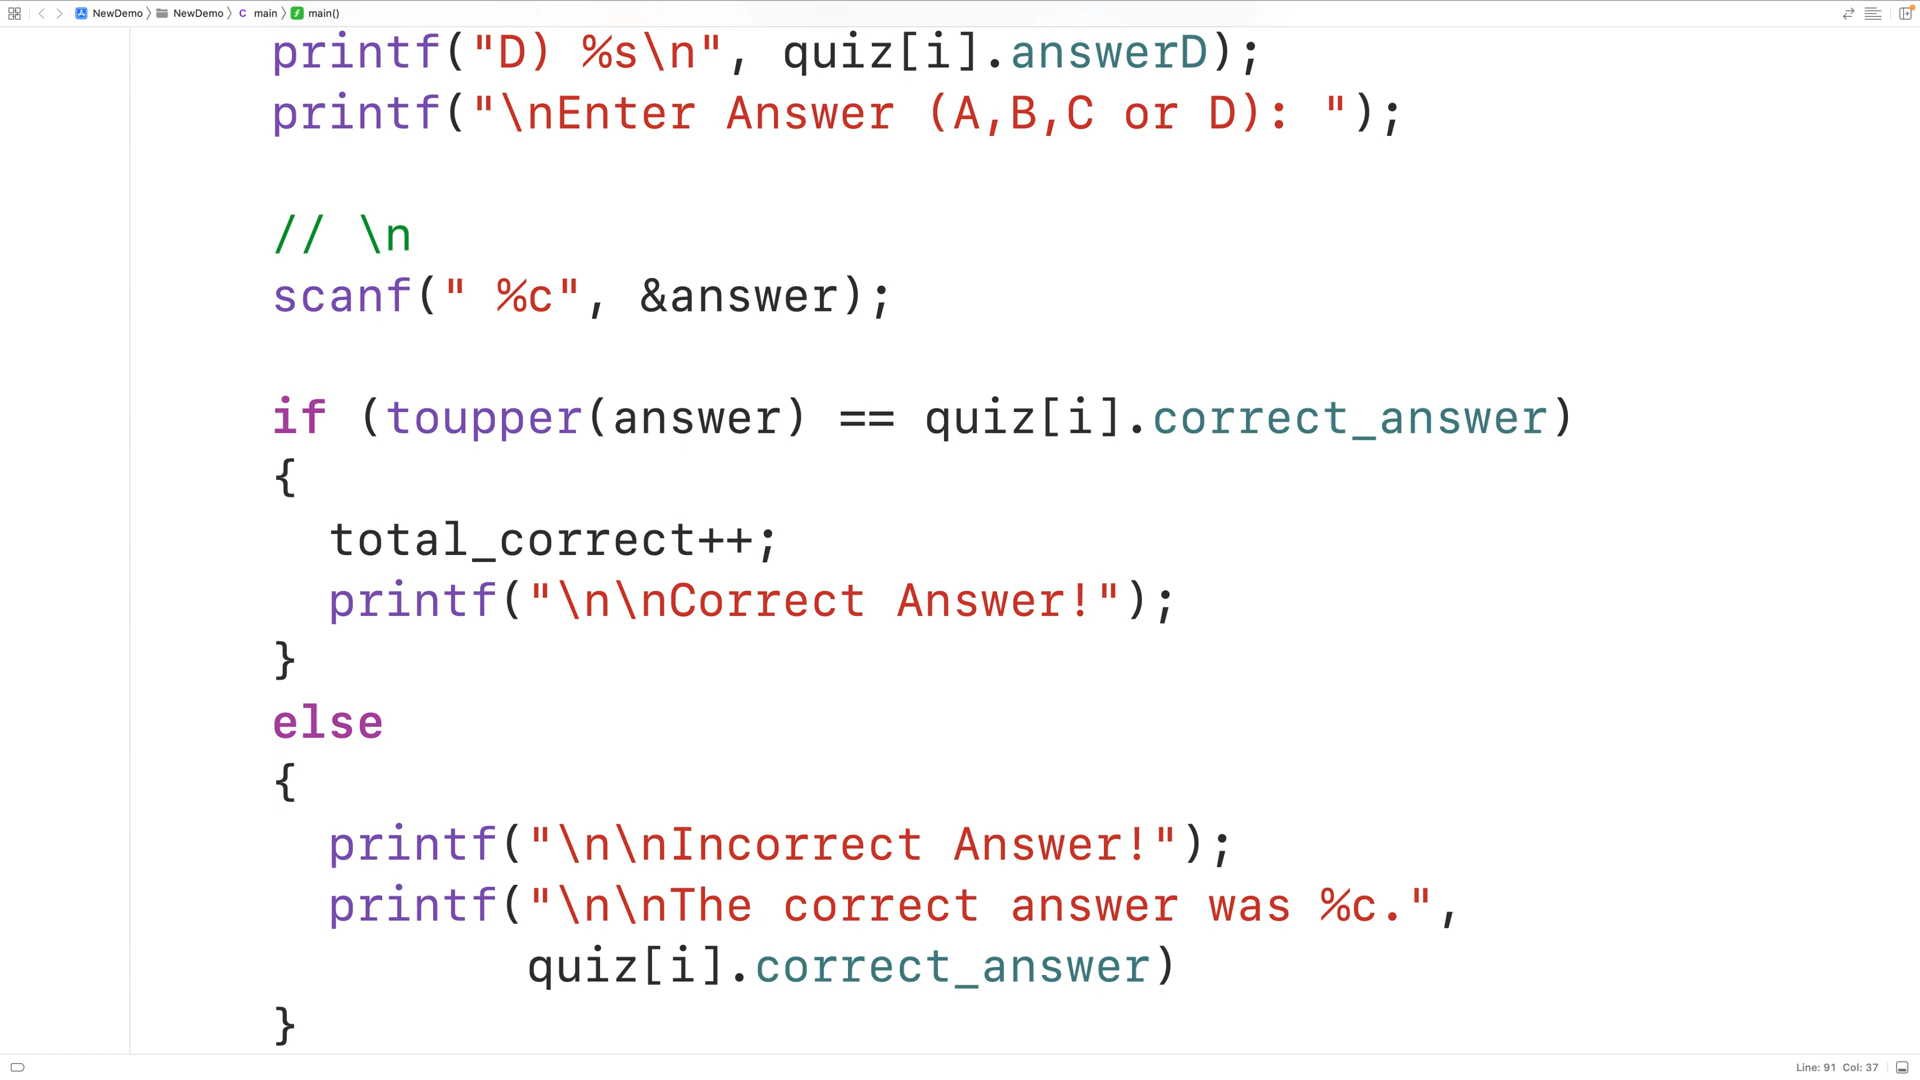 NewDemo NewDemo C main f main()
printf("D) %s\n", quiz[i].answerD);
printf("\nEnter Answer (A,B,C or D): ");
// \n
scanf(" %c", &answer);
if (toupper(answer) == quiz[i].correct_answer)
{
total_correct++;
printf("\n\nCorrect Answer!");
}
else
{
printf("\n\nIncorrect Answer!");
printf("\n\nThe correct answer was %c.",
quiz[i].correct_answer)
}
Line: 91 Col: 37